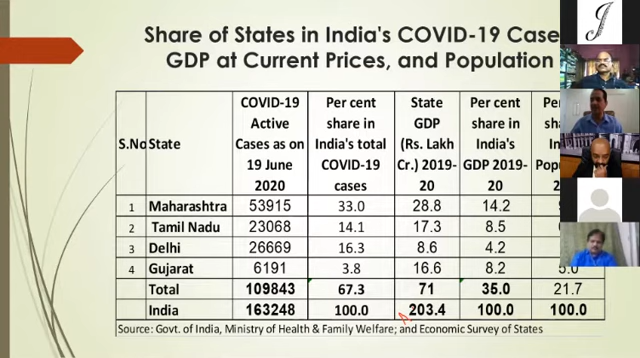 Share of States in India's COVID-19 Case
GDP at Current Prices, and Population
S.No State COVID-19 Active Cases as on 19 June 2020 Per cent share in India's total COVID-19 cases State GDP (Rs. Lakh Cr.) 2019-20 Per cent share in India's GDP 2019-20
1 Maharashtra 53915 33.0 28.8 14.2
2 Tamil Nadu 23068 14.1 17.3 8.5
3 Delhi 26669 16.3 8.6 4.2
4 Gujarat 6191 3.8 16.6 8.2 5.0
Total 109843 67.3 71 35.0 21.7
India 163248 100.0 203.4 100.0 100.0
Source: Govt. of India, Ministry of Health & Family Welfare; and Economic Survey of States